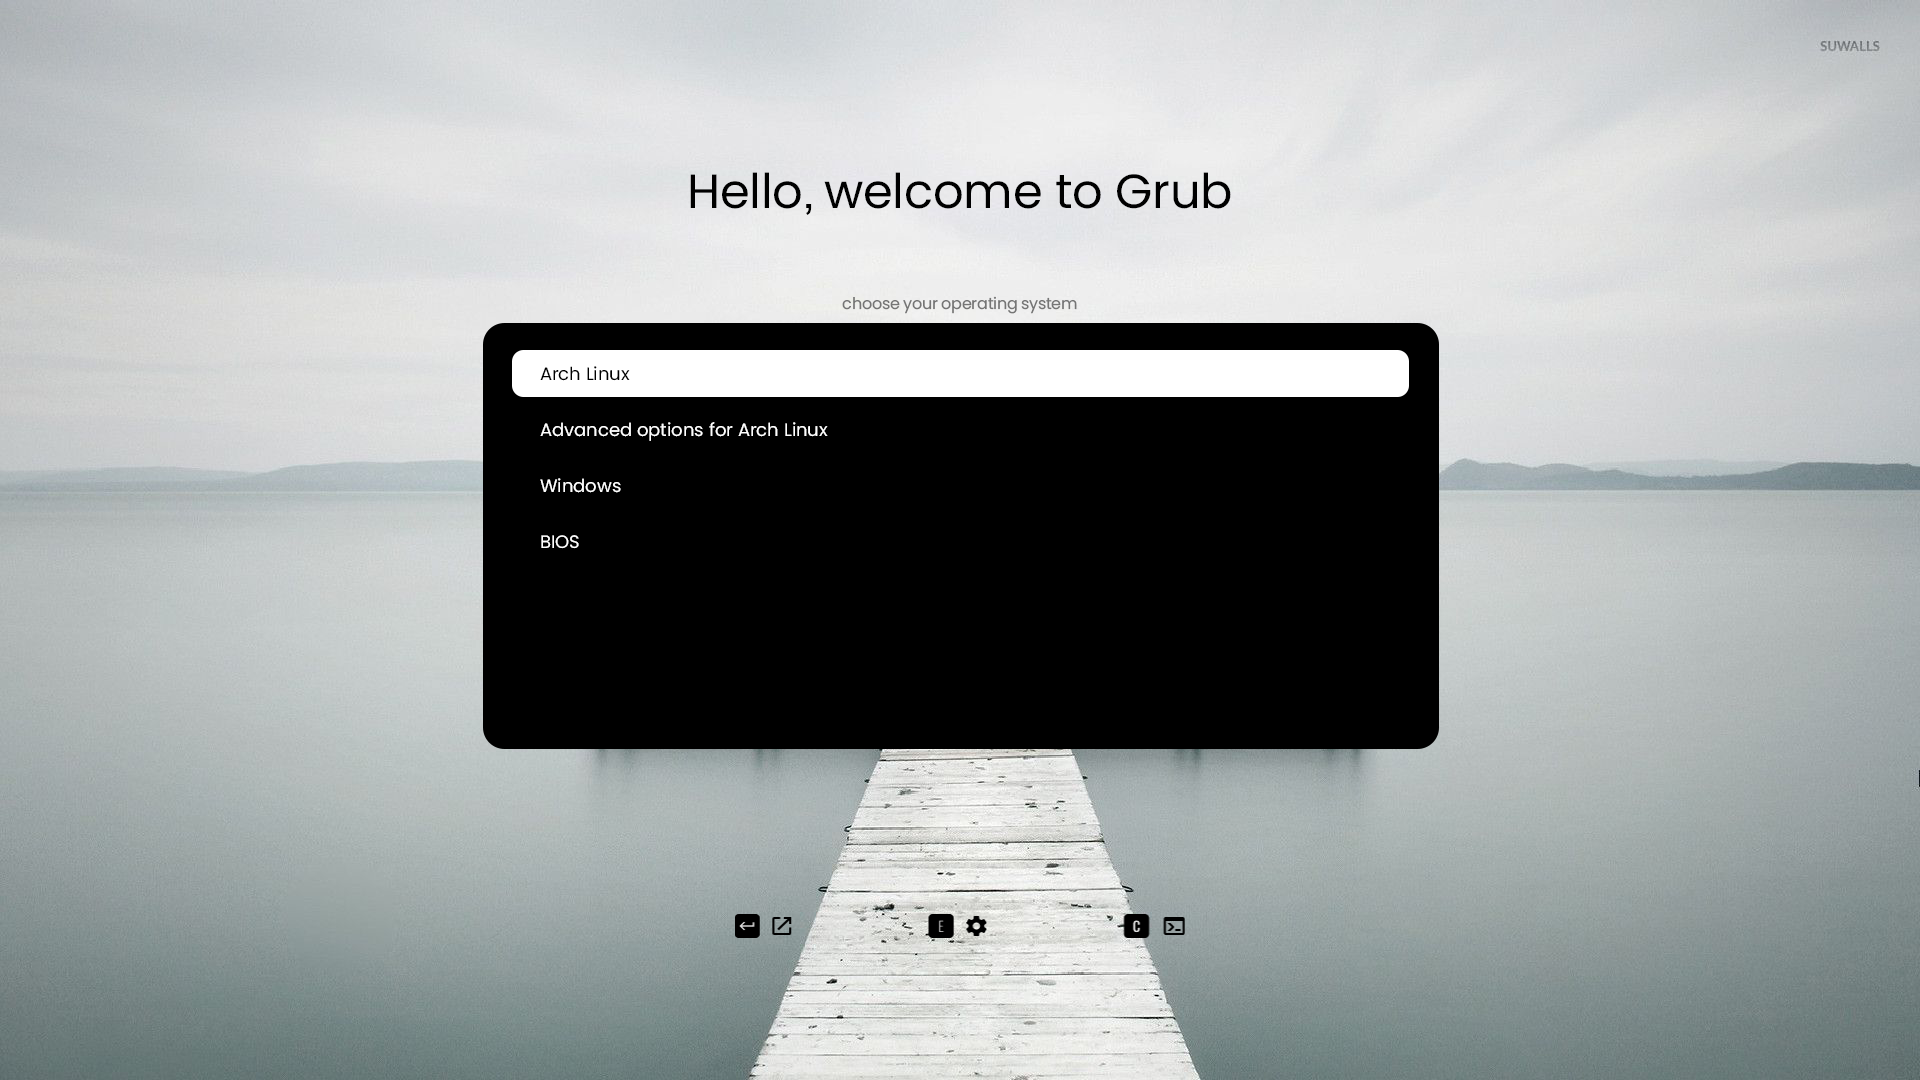 SUWALLS
Hello, welcome to Grub
choose your operating system
Arch Linux
Advanced options for Arch Linux
Windows
BIOS
E
C